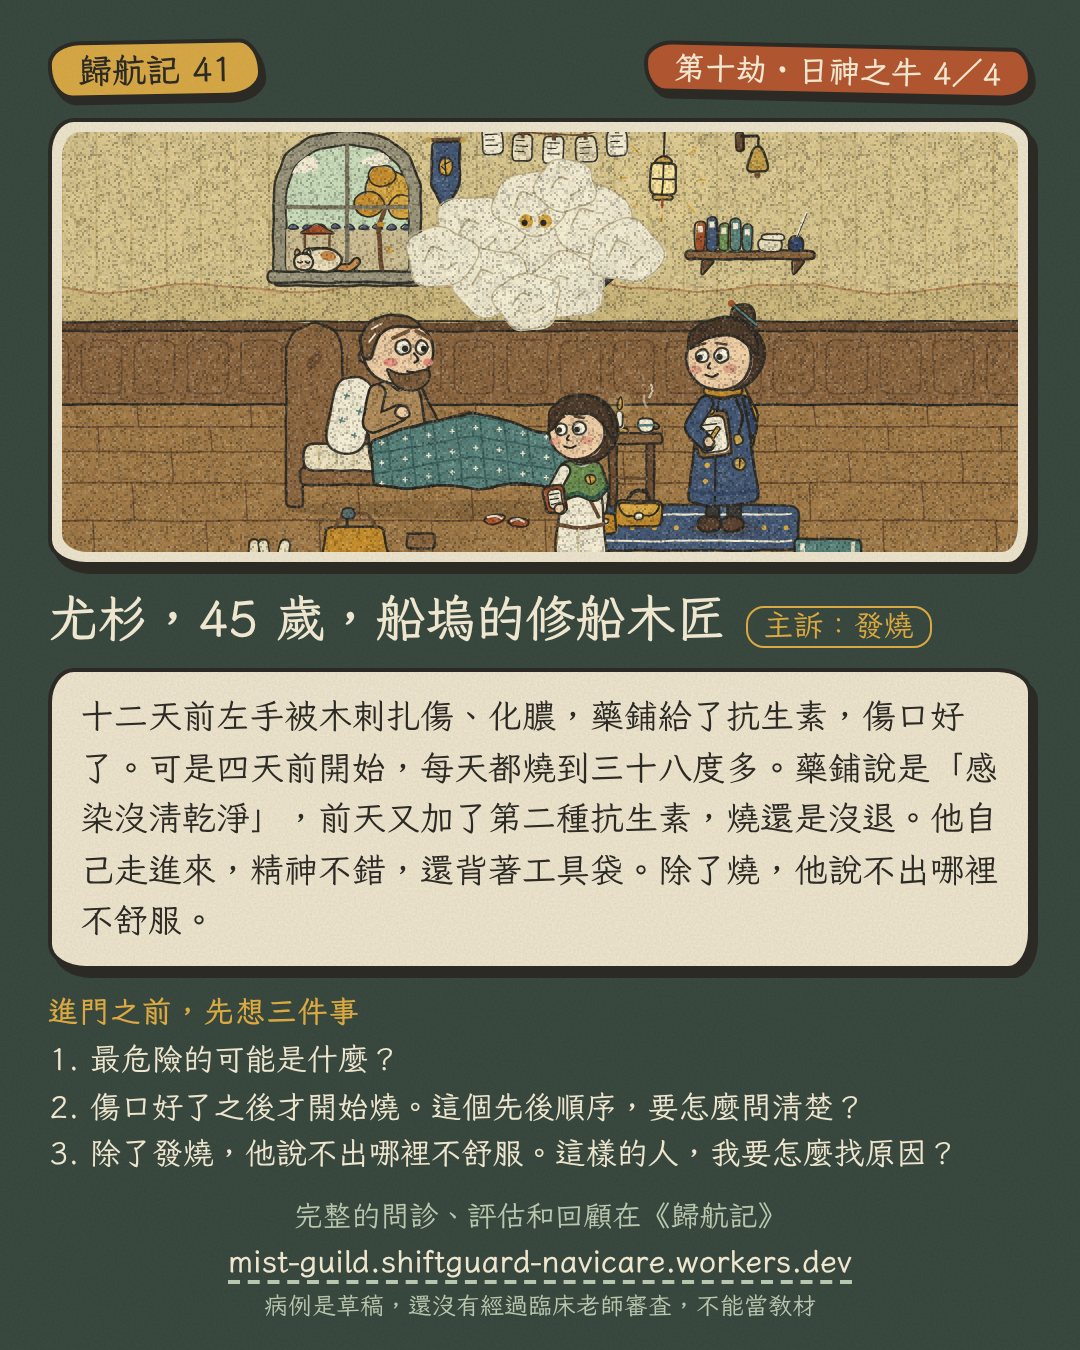 歸航記 41
第十劫・日神之牛 4／4
尤杉，45 歲，船塢的修船木匠
主訴：發燒
十二天前左手被木刺扎傷、化膿，藥鋪給了抗生素，傷口好
了。可是四天前開始，每天都燒到三十八度多。藥鋪說是「感
染沒清乾淨」，前天又加了第二種抗生素，燒還是沒退。他自
己走進來，精神不錯，還背著工具袋。除了燒，他說不出哪裡
不舒服。
進門之前，先想三件事
1. 最危險的可能是什麼？
2. 傷口好了之後才開始燒。這個先後順序，要怎麼問清楚？
3. 除了發燒，他說不出哪裡不舒服。這樣的人，我要怎麼找原因？
完整的問診、評估和回顧在《歸航記》
mist-guild.shiftguard-navicare.workers.dev
病例是草稿，還沒有經過臨床老師審查，不能當教材